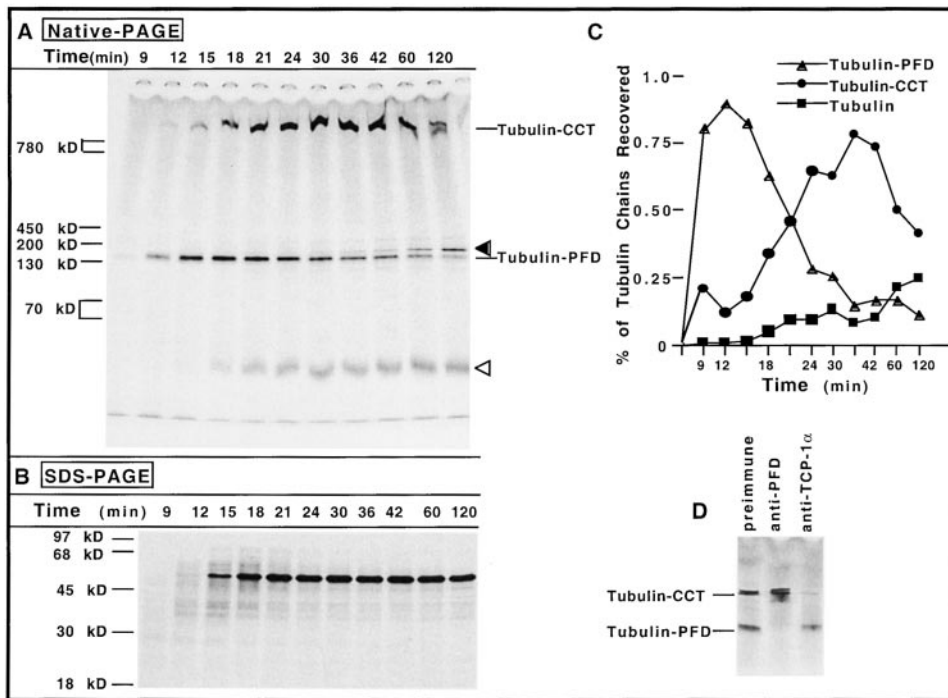 A Native-PAGE
Time(min) 9 12 15 18 21 24 30 36 42 60 120
Tubulin-CCT
780 kD
450 kD
200 kD
130 kD
Tubulin-PFD
70 kD
B SDS-PAGE
Time (min) 9 12 15 18 21 24 30 36 42 60 120
97 kD
68 kD
45 kD
30 kD
18 kD
C
Tubulin-PFD
Tubulin-CCT
Tubulin
% of Tubulin Chains Recovered
1.0
0.75
0.50
0.25
0
9 12 18 24 36 42 60 120
Time (min)
D
preimmune
anti-PFD
anti-TCP-1α
Tubulin-CCT
Tubulin-PFD